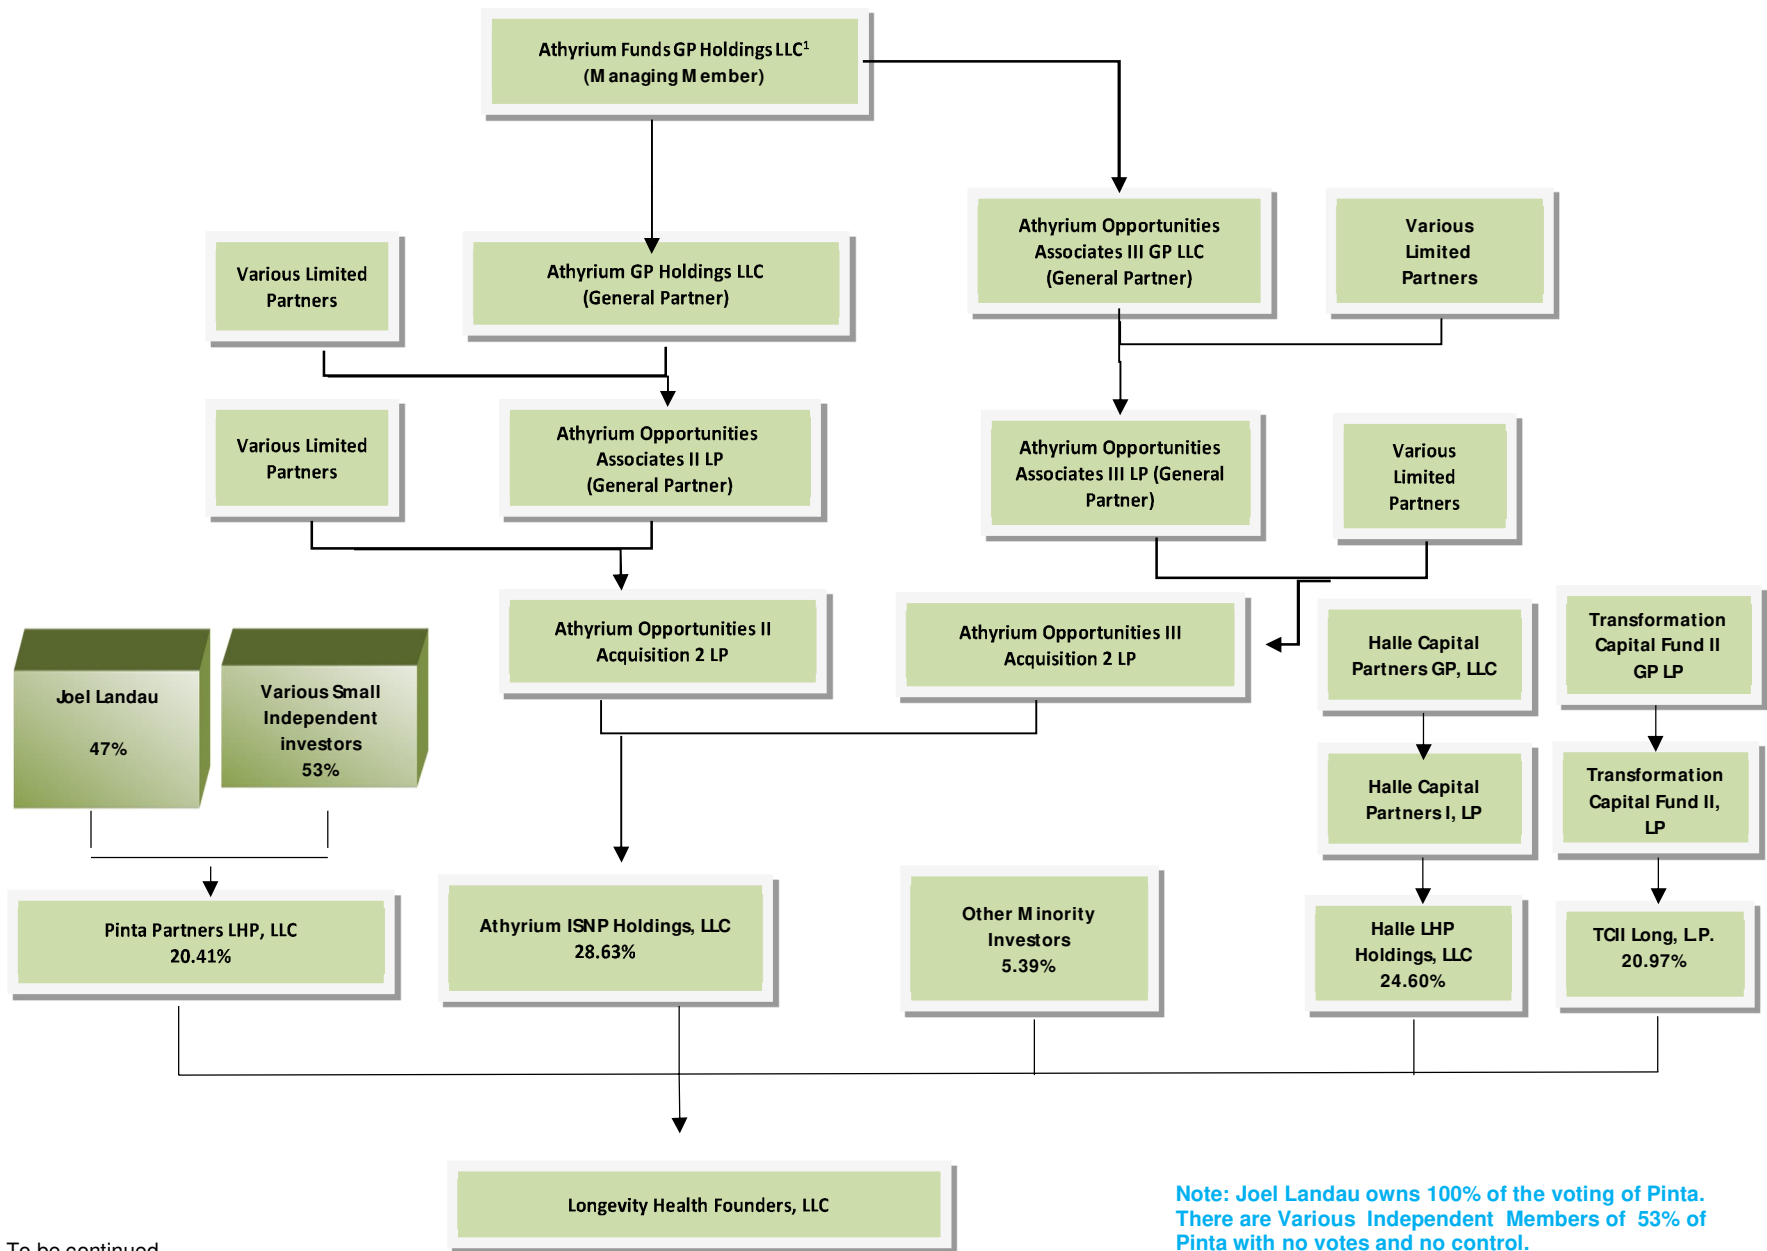 Athyrium Funds GP Holdings LLC¹
(Managing Member)
Various Limited
Partners
Athyrium GP Holdings LLC
(General Partner)
Athyrium Opportunities
Associates III GP LLC
(General Partner)
Various
Limited
Partners
Various Limited
Partners
Athyrium Opportunities
Associates II LP
(General Partner)
Athyrium Opportunities
Associates III LP (General
Partner)
Various
Limited
Partners
Joel Landau
47%
Various Small
Independent
investors
53%
Athyrium Opportunities II
Acquisition 2 LP
Athyrium Opportunities III
Acquisition 2 LP
Halle Capital
Partners GP, LLC
Transformation
Capital Fund II
GP LP
Halle Capital
Partners I, LP
Transformation
Capital Fund II,
LP
Pinta Partners LHP, LLC
20.41%
Athyrium ISNP Holdings, LLC
28.63%
Other Minority
Investors
5.39%
Halle LHP
Holdings, LLC
24.60%
TCII Long, L.P.
20.97%
Longevity Health Founders, LLC
Note: Joel Landau owns 100% of the voting of Pinta.
There are Various Independent Members of 53% of
Pinta with no votes and no control.
To be continued